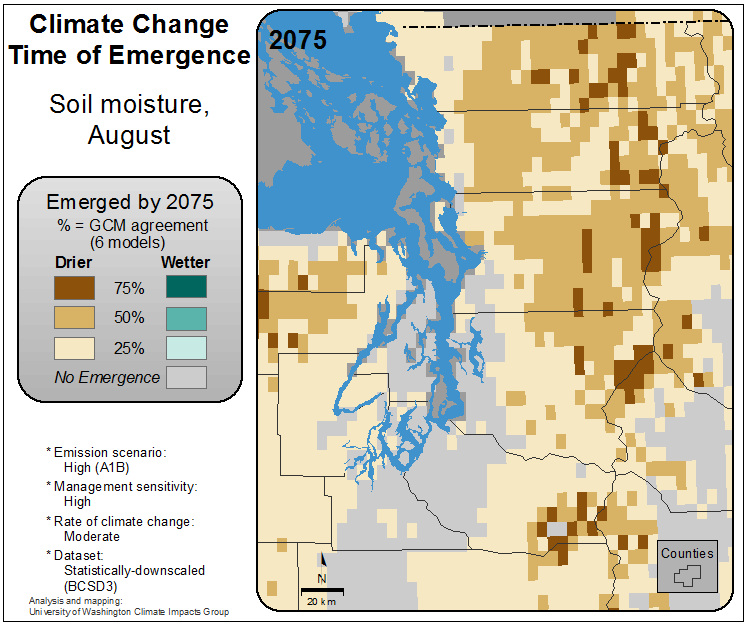 Climate Change
Time of Emergence
Soil moisture,
August
Emerged by 2075
% = GCM agreement
(6 models)
Drier Wetter
75%
50%
25%
No Emergence
* Emission scenario:
High (A1B)
* Management sensitivity:
High
* Rate of climate change:
Moderate
* Dataset:
Statistically-downscaled
(BCSD3)
Analysis and mapping:
University of Washington Climate Impacts Group
2075
N
20 km
Counties